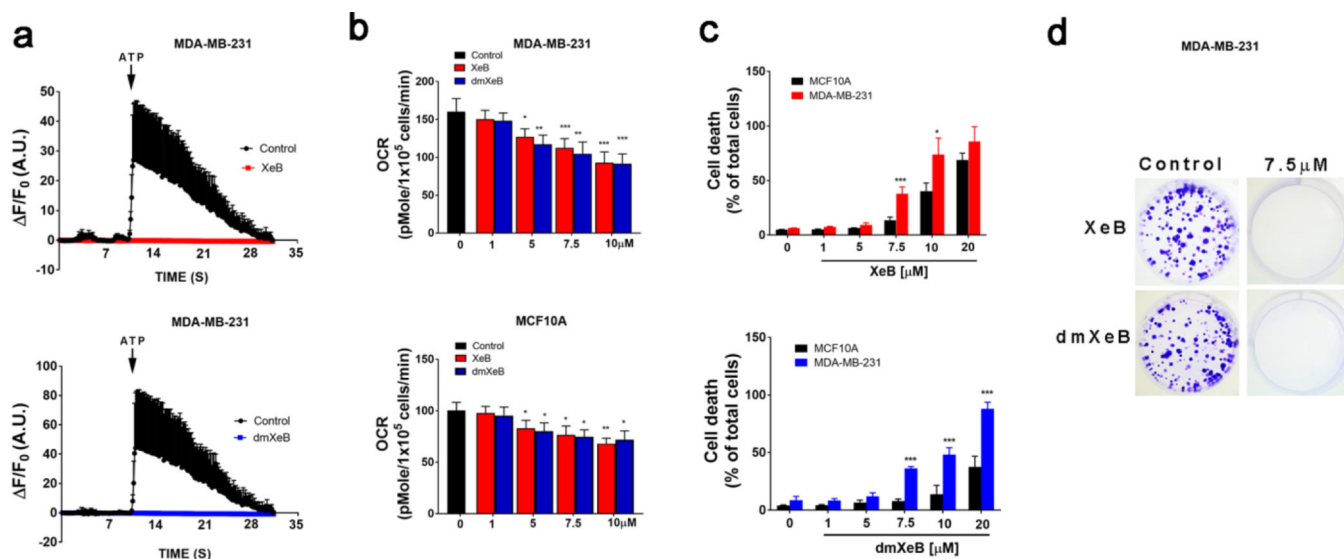 a
MDA-MB-231
ATP
ΔF/F₀ (A.U.)
50
40
30
20
10
0
-10
7
14
21
28
35
TIME (S)
Control
XeB
MDA-MB-231
ATP
ΔF/F₀ (A.U.)
100
80
60
40
20
0
-20
7
14
21
28
35
TIME (S)
Control
dmXeB
b
MDA-MB-231
Control
XeB
dmXeB
OCR
(pMole/1x10⁵ cells/min)
200
150
100
50
0
* ** *** ** *** ***
0 1 5 7.5 10μM
MCF10A
Control
XeB
dmXeB
OCR
(pMole/1x10⁵ cells/min)
150
100
75
50
0
* * * * ** *
0 1 5 7.5 10μM
c
MCF10A
MDA-MB-231
Cell death
(% of total cells)
150
100
50
0
*** *
0 1 5 7.5 10 20
XeB [μM]
MCF10A
MDA-MB-231
Cell death
(% of total cells)
150
100
50
0
*** *** ***
0 1 5 7.5 10 20
dmXeB [μM]
d
MDA-MB-231
Control 7.5μM
XeB
dmXeB